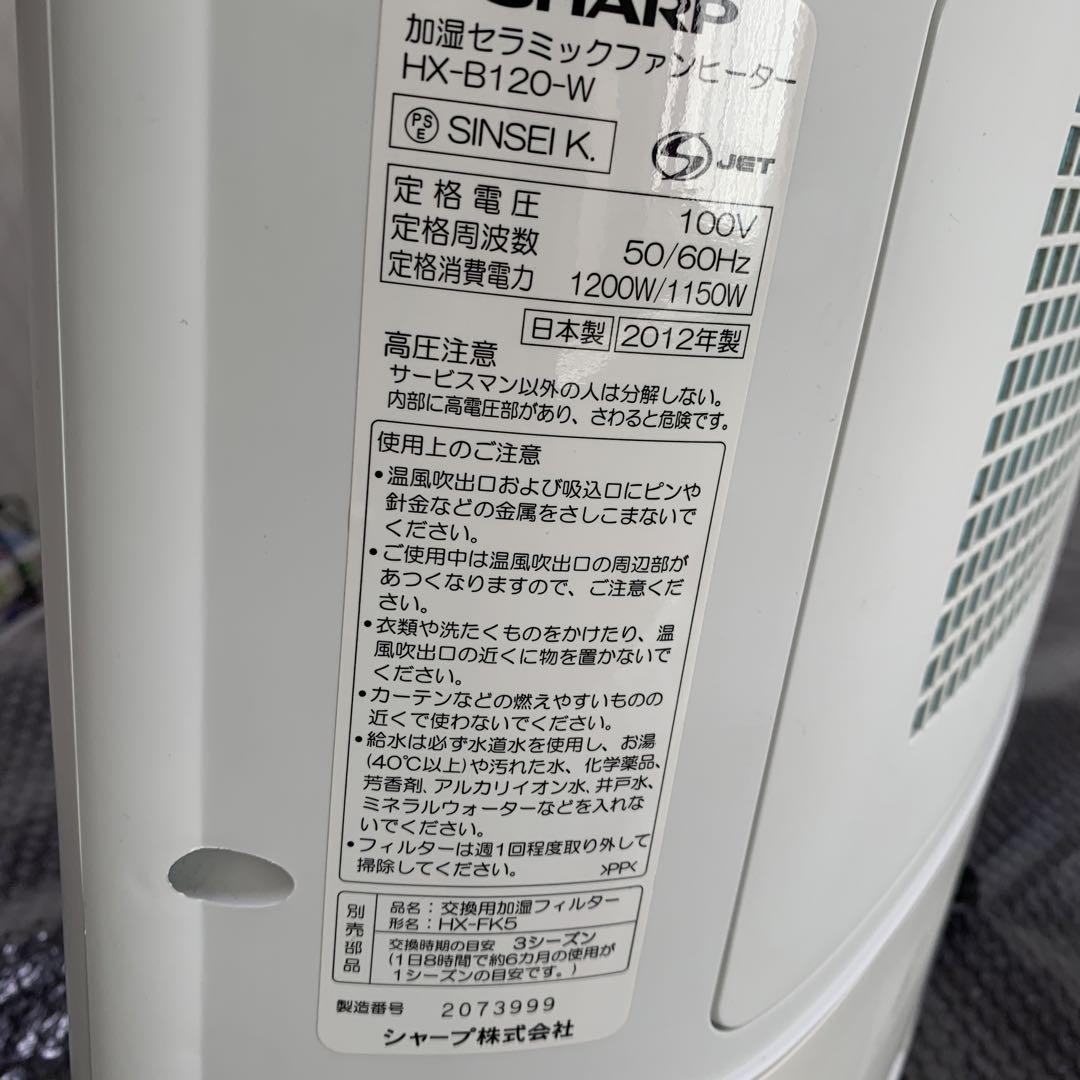 SHARP
加湿セラミックファンヒーター
HX-B120-W
PSE SINSEI K.
JET
定格電圧 100V
定格周波数 50/60Hz
定格消費電力 1200W/1150W
日本製 2012年製
高圧注意
サービスマン以外の人は分解しない。
内部に高電圧部があり、さわると危険です。
使用上のご注意
•温風吹出口および吸込口にピンや
針金などの金属をさしこまないで
ください。
•ご使用中は温風吹出口の周辺部が
あつくなりますので、ご注意くだ
さい。
•衣類や洗たくものをかけたり、温
風吹出口の近くに物を置かないで
ください。
•カーテンなどの燃えやすいものの
近くで使わないでください。
•給水は必ず水道水を使用し、お湯
(40℃以上)や汚れた水、化学薬品、
芳香剤、アルカリイオン水、井戸水、
ミネラルウォーターなどを入れな
いでください。
•フィルターは週1回程度取り外して
掃除してください。 >PP<
別売部品
品名：交換用加湿フィルター
形名：HX-FK5
交換時期の目安 3シーズン
(1日8時間で約6カ月の使用が
1シーズンの目安です。)
製造番号 2073999
シャープ株式会社